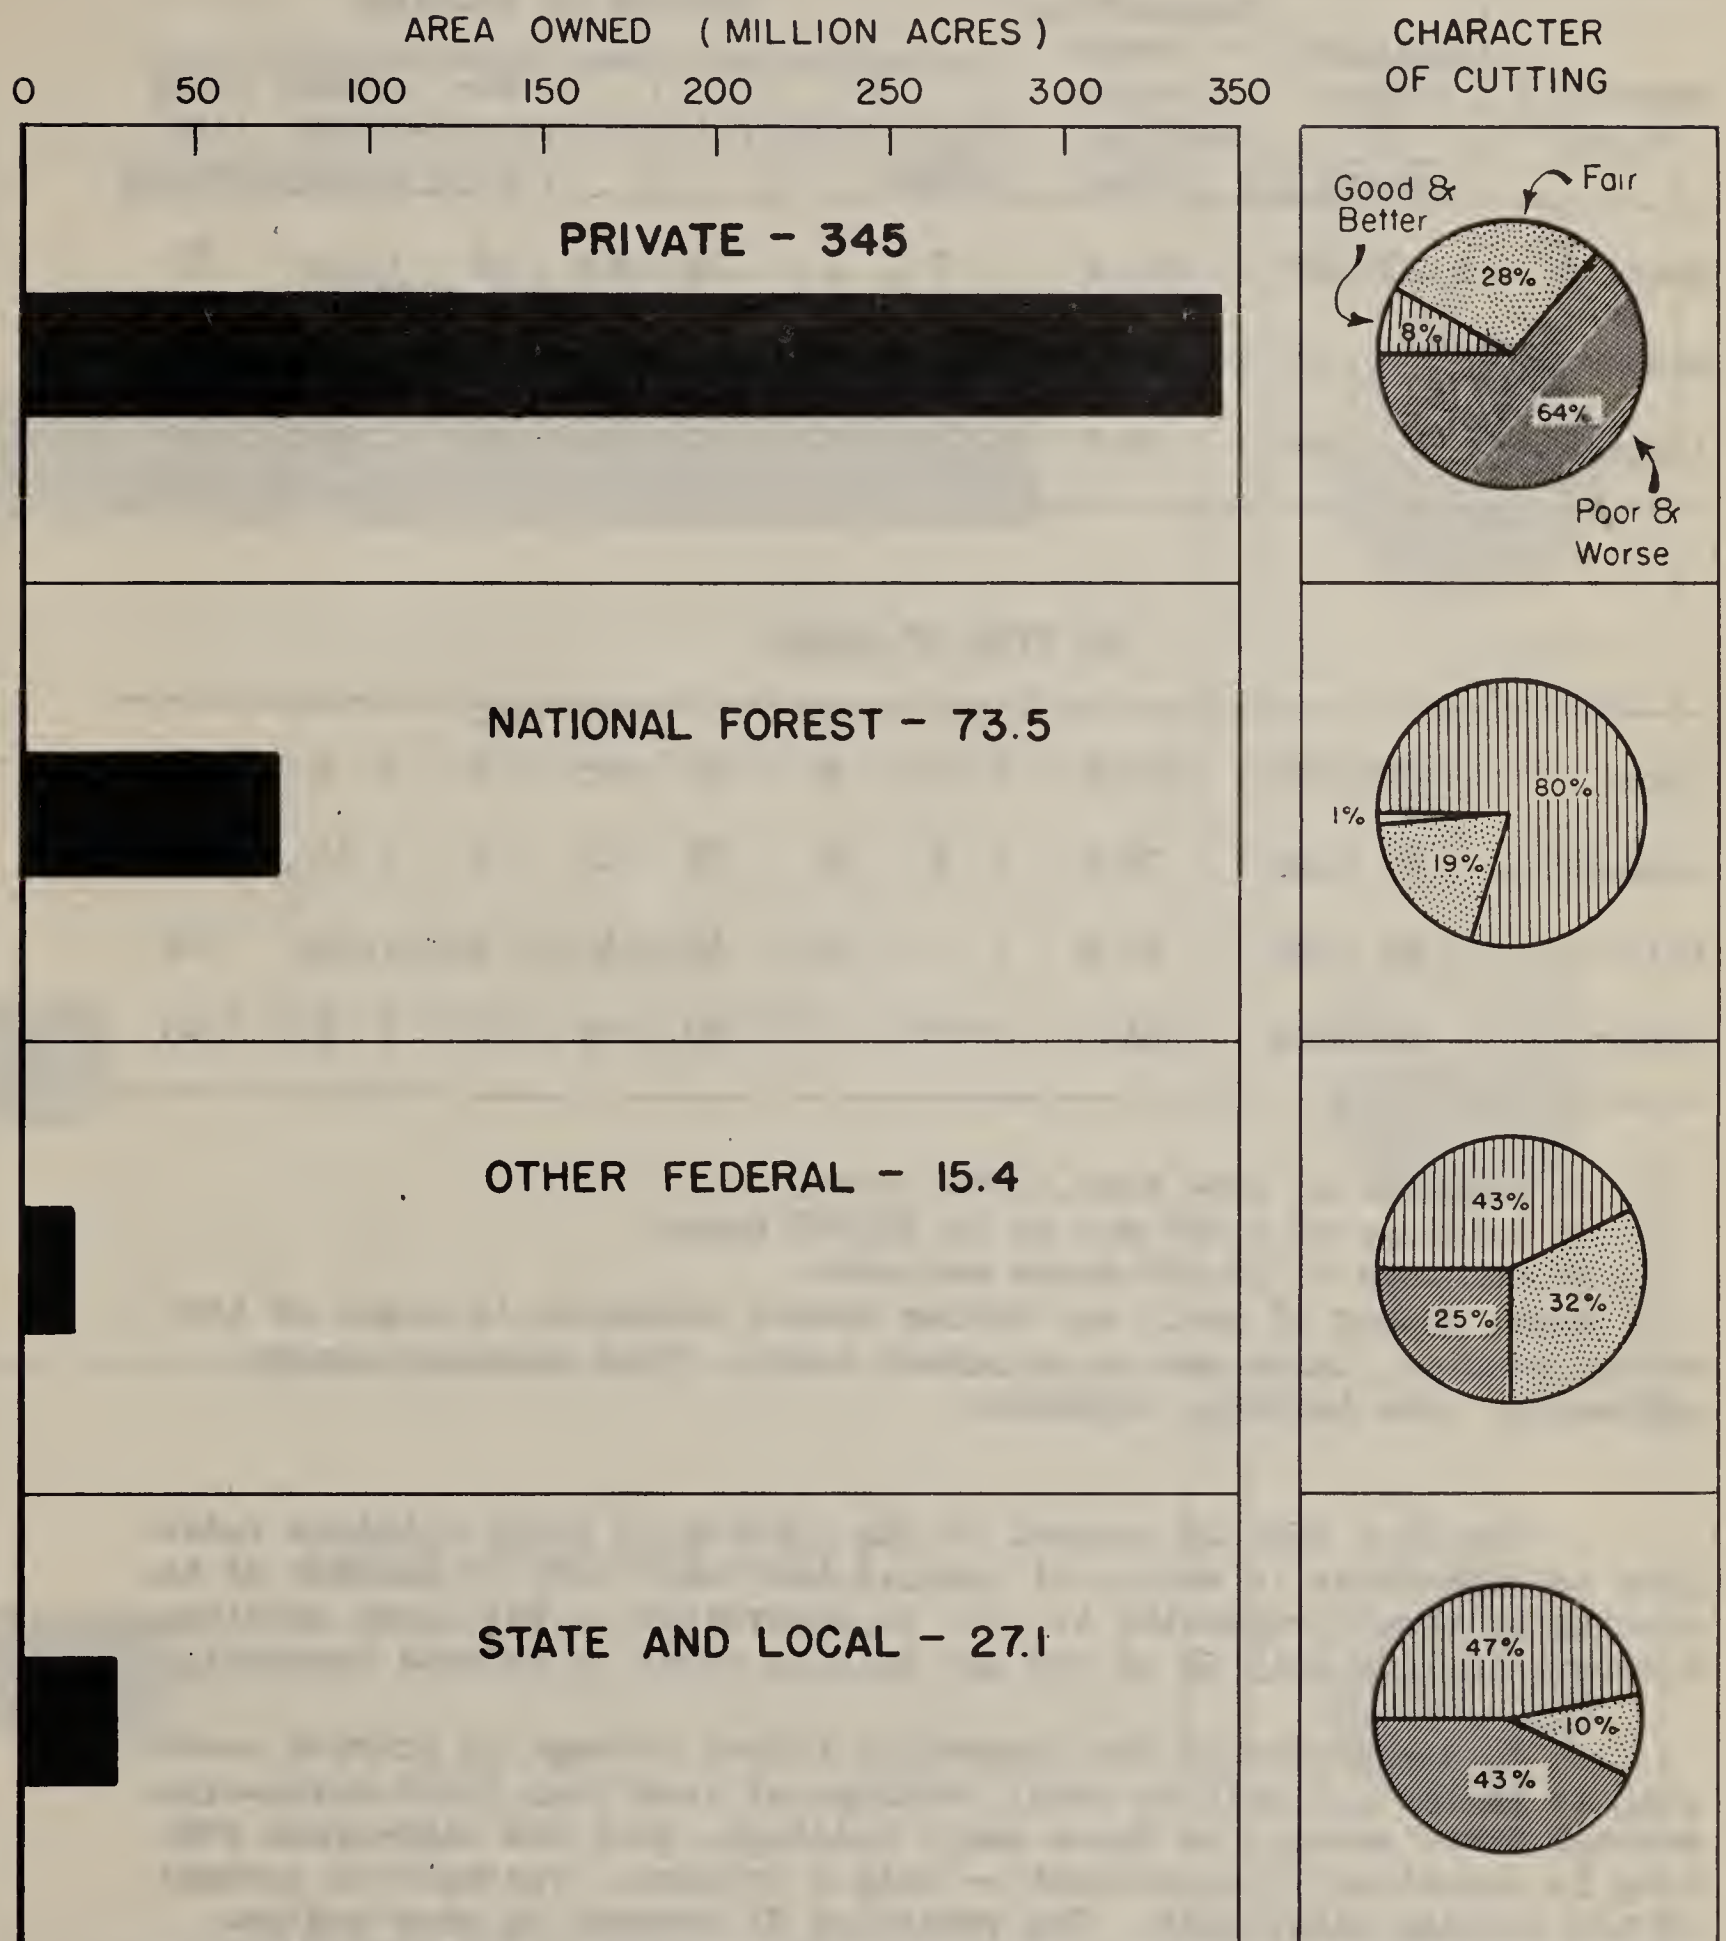 AREA OWNED (MILLION ACRES)
0 50 100 150 200 250 300 350
CHARACTER
OF CUTTING
PRIVATE - 345
Good &
Better
Fair
28%
8%
64%
Poor &
Worse
NATIONAL FOREST - 73.5
80%
1%
19%
OTHER FEDERAL - 15.4
43%
32%
25%
STATE AND LOCAL - 27.1
47%
10%
43%